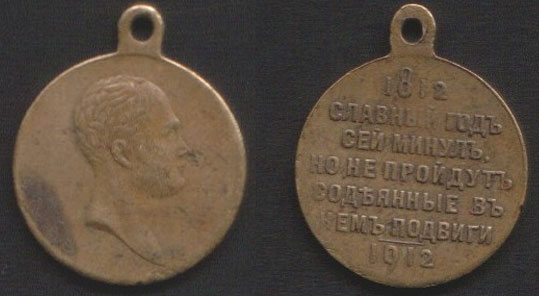 1812
СЛАВНЫЙ ГОДЪ
СЕЙ МИНУЛЪ.
НО НЕ ПРОЙДУТЪ
СОДѢЯННЫЕ ВЪ
НЕМЪ ПОДВИГИ
1912